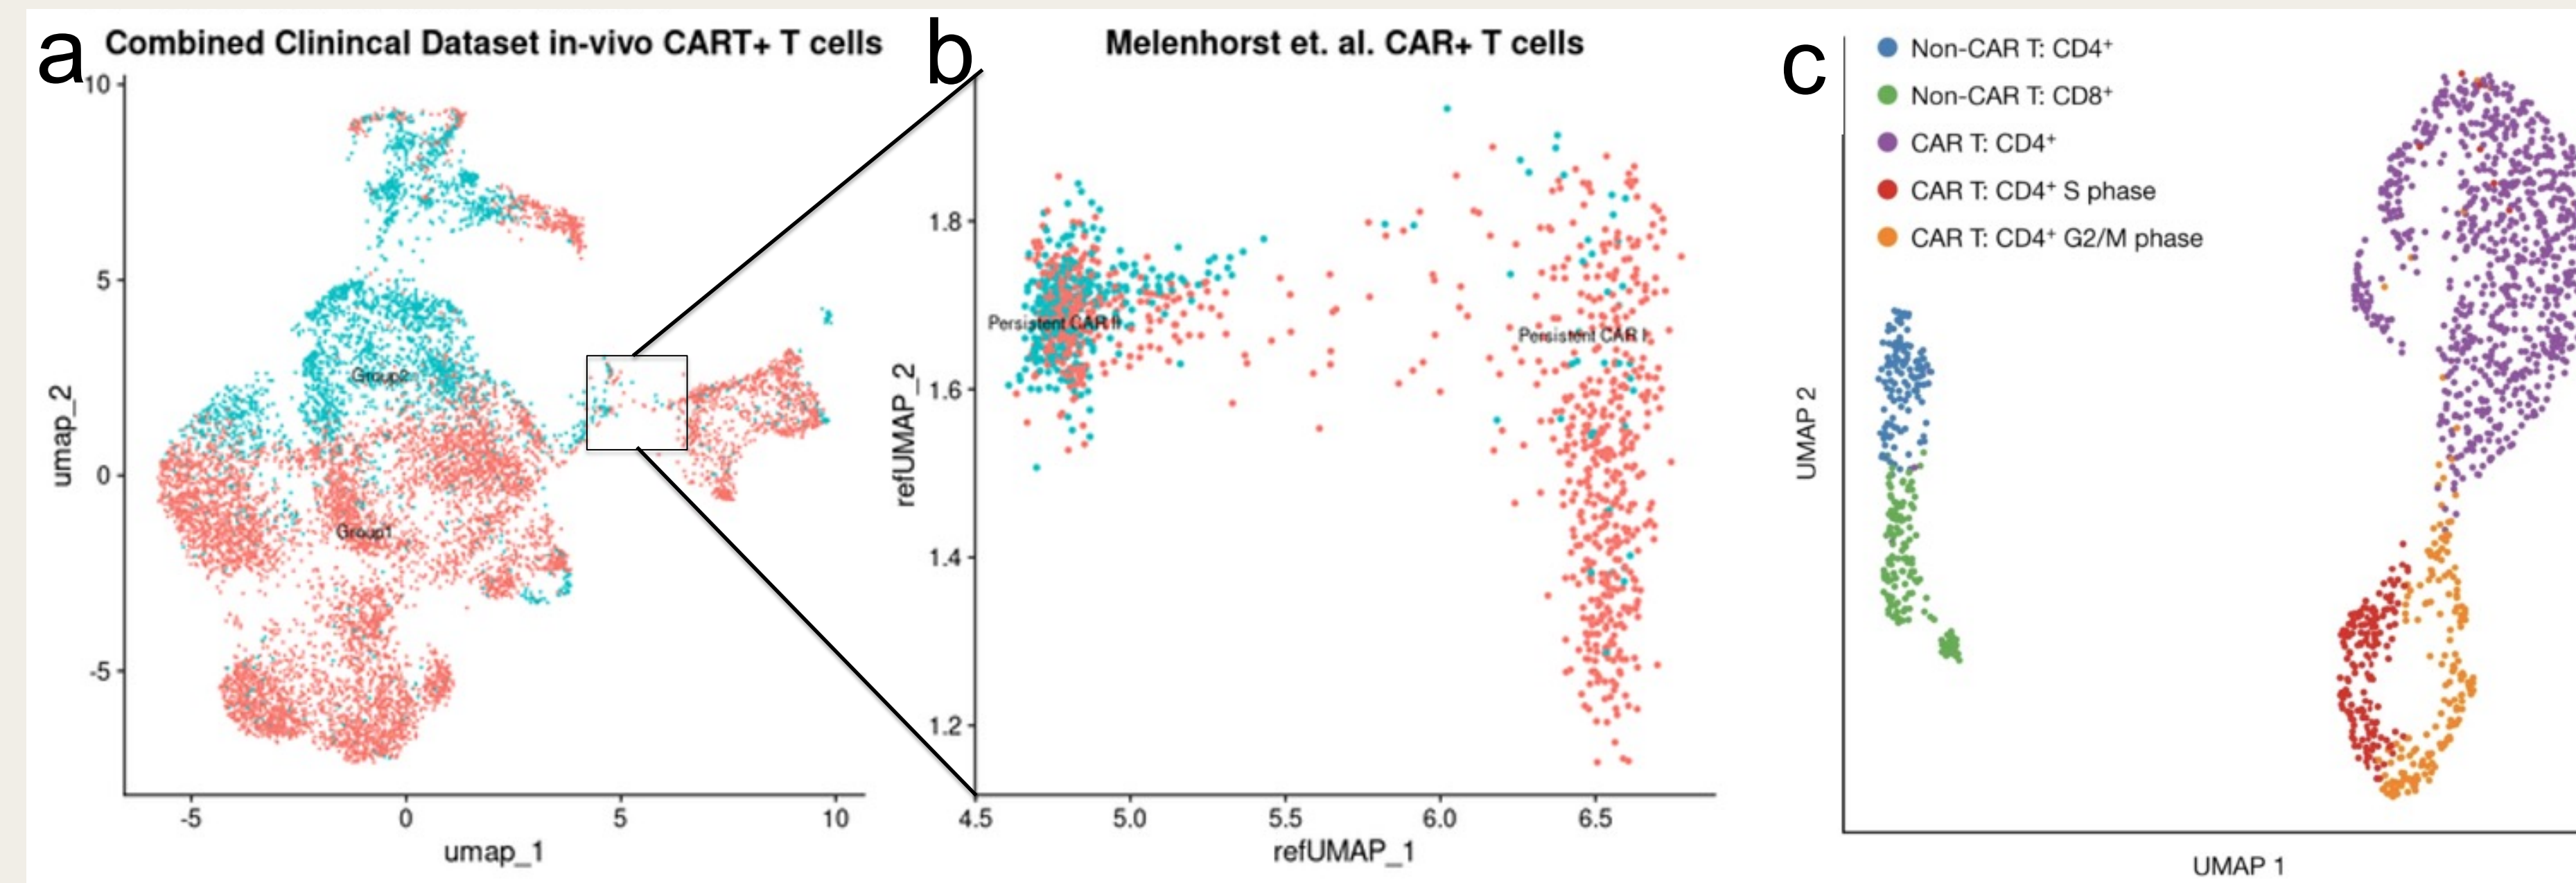 a
Combined Clinincal Dataset in-vivo CART+ T cells
10
5
0
-5
umap_2
Group2
Group1
-5 0 5 10
umap_1
b
Melenhorst et. al. CAR+ T cells
1.8
1.6
1.4
1.2
refUMAP_2
Persistent CAR II
Persistent CAR I
4.5 5.0 5.5 6.0 6.5
refUMAP_1
c
Non-CAR T: CD4⁺
Non-CAR T: CD8⁺
CAR T: CD4⁺
CAR T: CD4⁺ S phase
CAR T: CD4⁺ G2/M phase
UMAP 2
UMAP 1